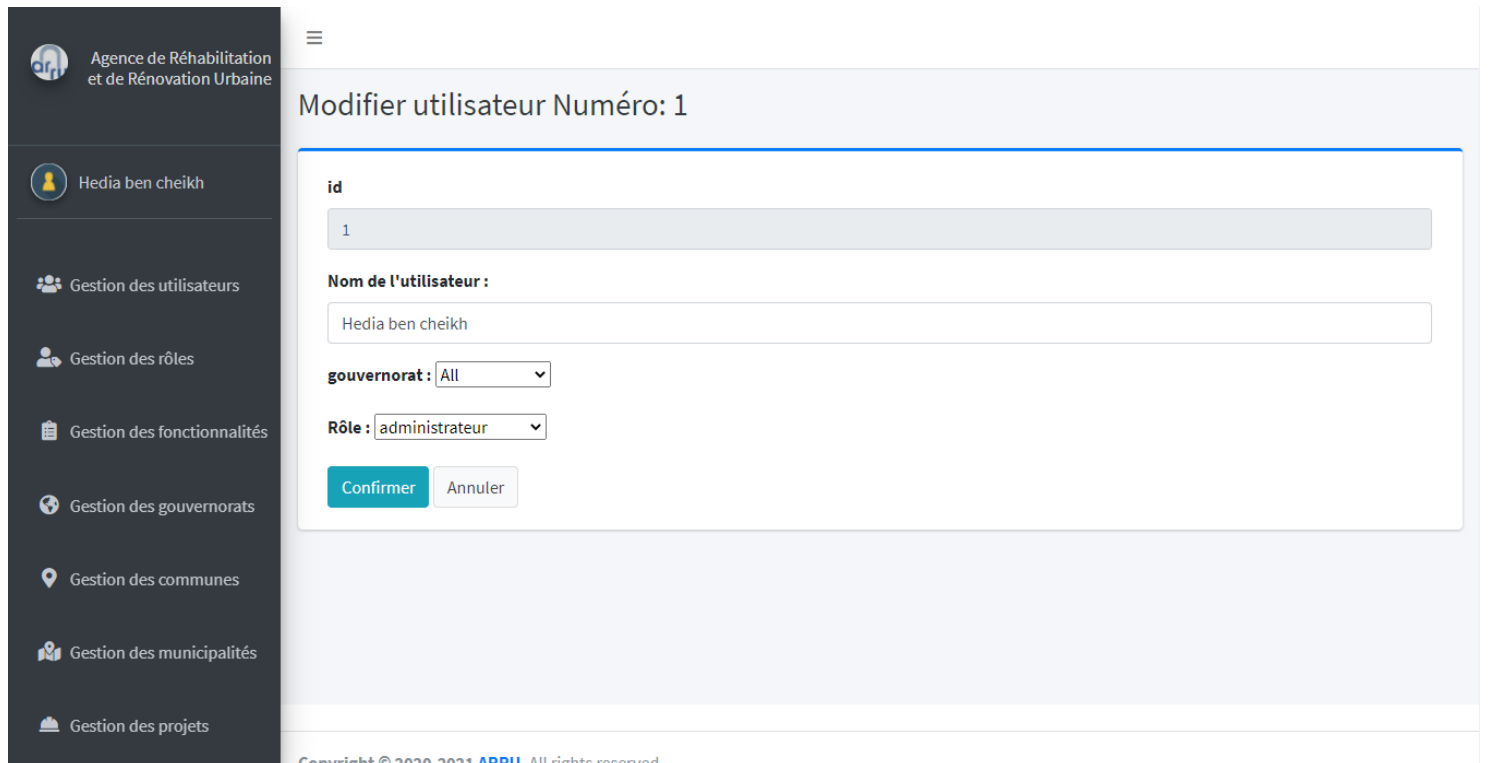 Agence de Réhabilitation
et de Rénovation Urbaine
Hedia ben cheikh
Gestion des utilisateurs
Gestion des rôles
Gestion des fonctionnalités
Gestion des gouvernorats
Gestion des communes
Gestion des municipalités
Gestion des projets
Modifier utilisateur Numéro: 1
id
1
Nom de l'utilisateur :
Hedia ben cheikh
gouvernorat : All
Rôle : administrateur
Confirmer Annuler
Copyright © 2020-2021 ARRU. All rights reserved.